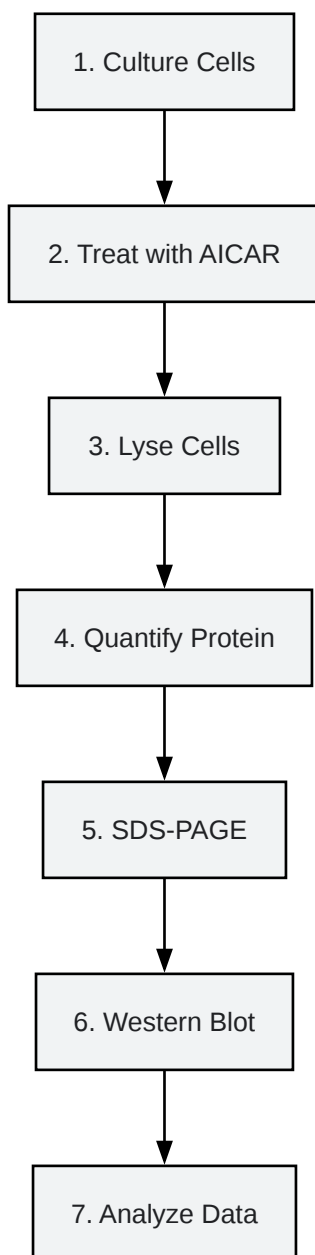 1. Culture Cells
2. Treat with AICAR
3. Lyse Cells
4. Quantify Protein
5. SDS-PAGE
6. Western Blot
7. Analyze Data